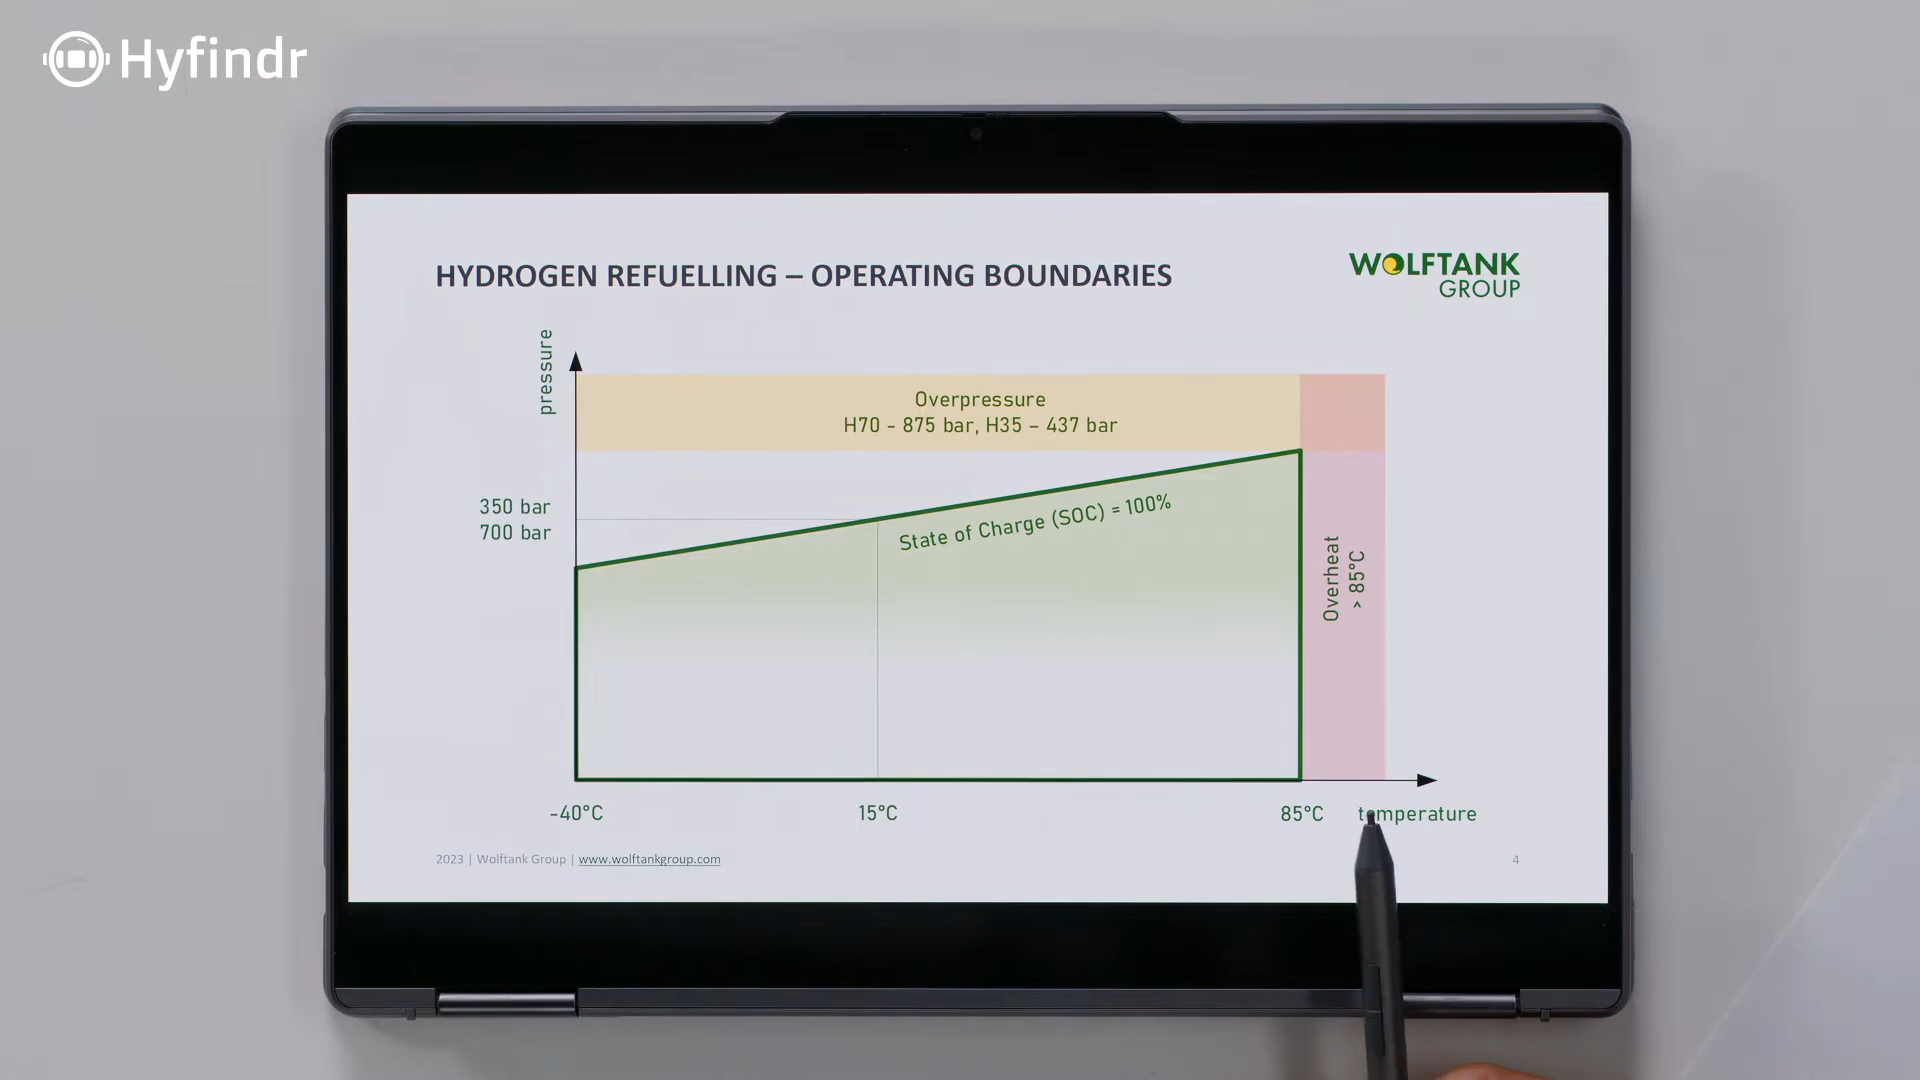 Hyfindr
HYDROGEN REFUELLING – OPERATING BOUNDARIES
WOLFTANK
GROUP
pressure
Overpressure
H70 - 875 bar, H35 – 437 bar
350 bar
700 bar
State of Charge (SOC) = 100%
Overheat
> 85°C
-40°C
15°C
85°C
temperature
2023 | Wolftank Group | www.wolftankgroup.com
4